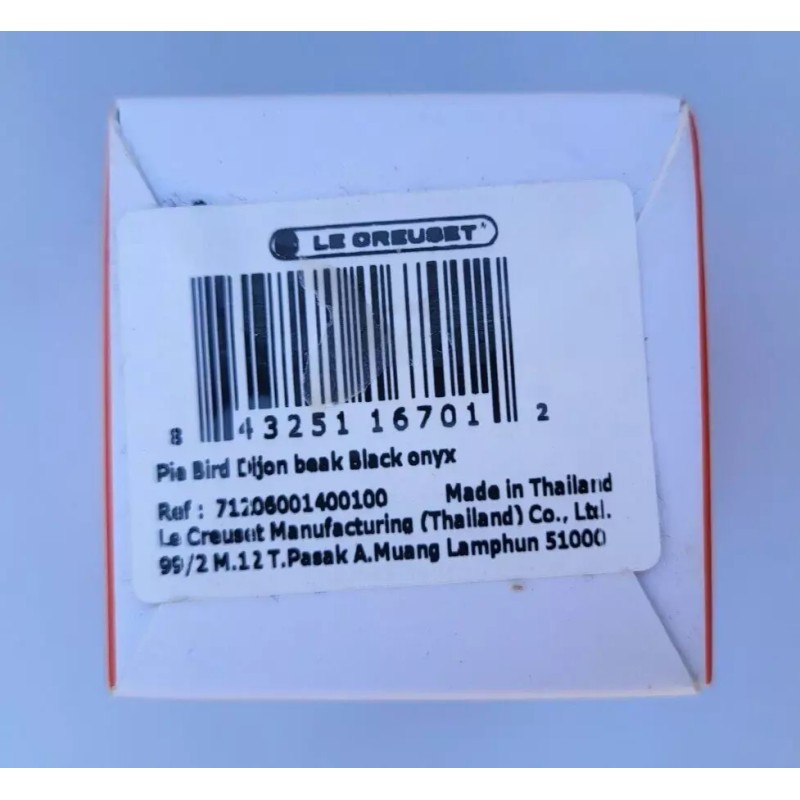 LE CREUSET
8 43251 16701 2
Pie Bird Dijon beak Black onyx
Ref : 71206001400100 Made in Thailand
Le Creuset Manufacturing (Thailand) Co., Ltd.
99/2 M.12 T.Pasak A.Muang Lamphun 51000